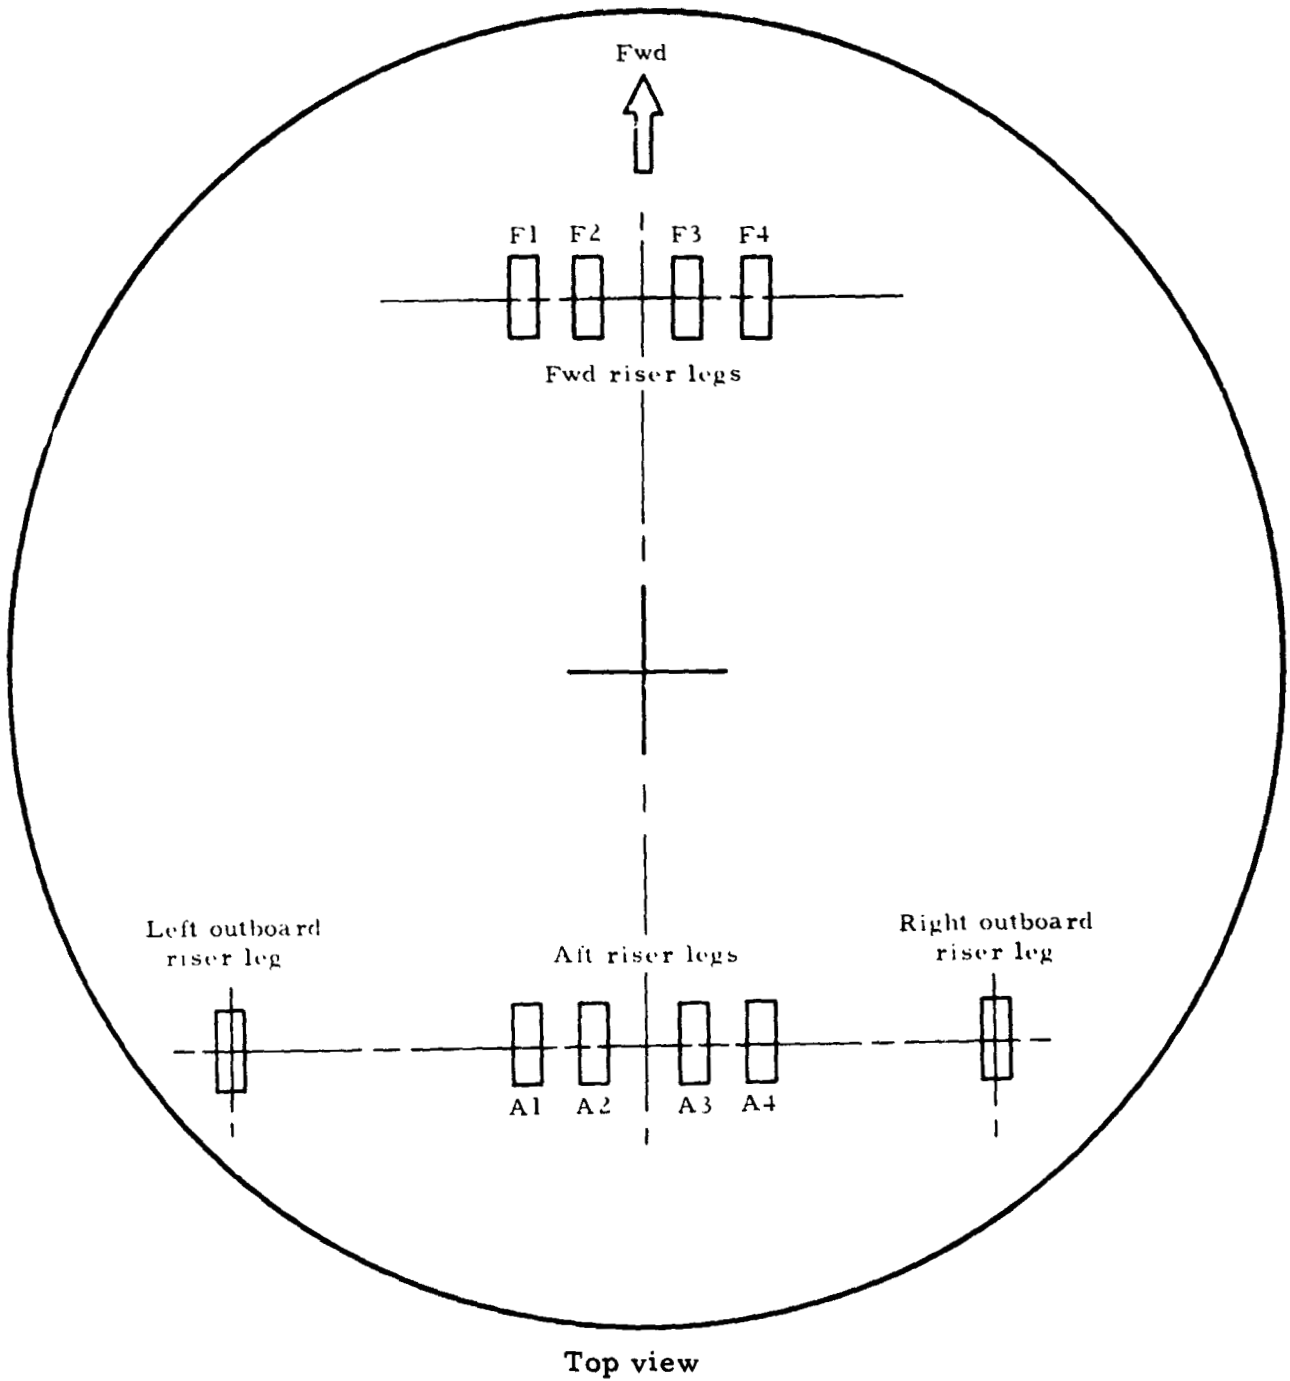 Fwd
F1 F2 F3 F4
Fwd riser legs
Left outboard
riser leg
Aft riser legs
Right outboard
riser leg
A1 A2 A3 A4
Top view